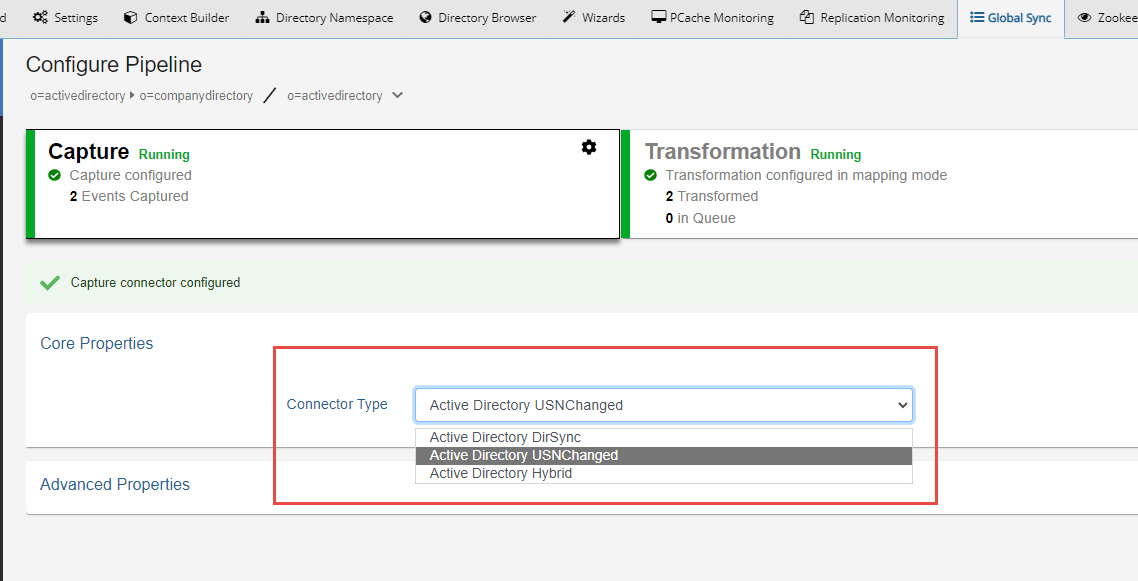 d Settings Context Builder Directory Namespace Directory Browser Wizards PCache Monitoring Replication Monitoring Global Sync Zookee
Configure Pipeline
o=activedirectory o=companydirectory / o=activedirectory
Capture Running
Capture configured
2 Events Captured
Transformation Running
Transformation configured in mapping mode
2 Transformed
0 in Queue
Capture connector configured
Core Properties
Connector Type Active Directory USNChanged
Active Directory DirSync
Active Directory USNChanged
Active Directory Hybrid
Advanced Properties